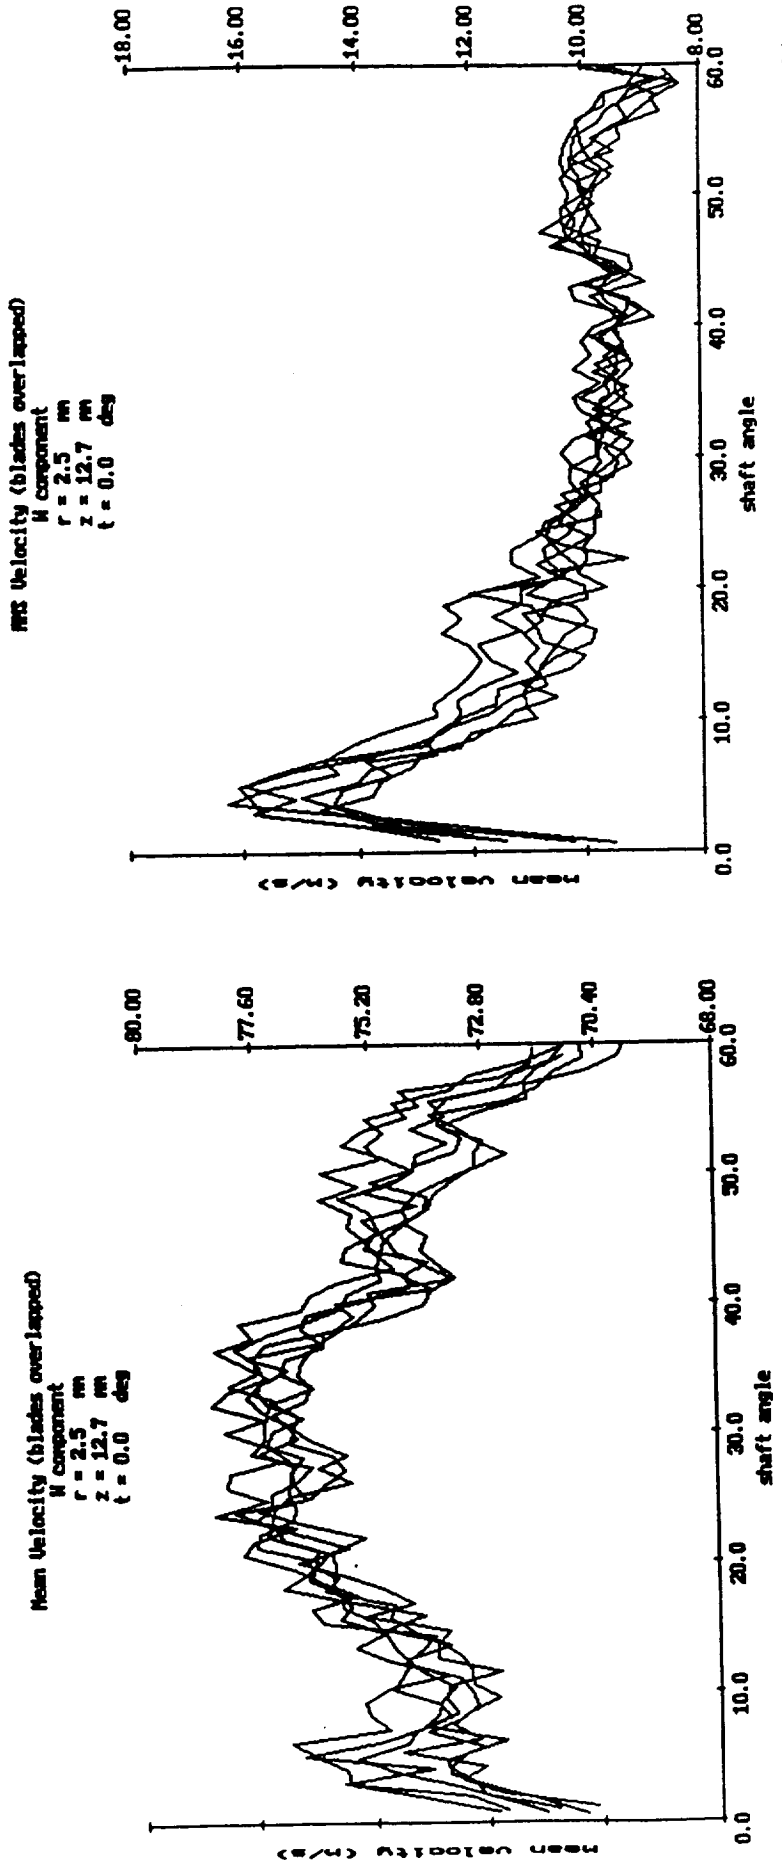 Mean Velocity (blades overlapped)
W component
r = 2.5 mm
z = 12.7 mm
t = 0.0 deg
80.00
77.60
75.20
72.80
70.40
68.00
mean velocity (m/s)
0.0 10.0 20.0 30.0 40.0 50.0 60.0
shaft angle
RMS Velocity (blades overlapped)
W component
r = 2.5 mm
z = 12.7 mm
t = 0.0 deg
18.00
16.00
14.00
12.00
10.00
8.00
mean velocity (m/s)
0.0 10.0 20.0 30.0 40.0 50.0 60.0
shaft angle